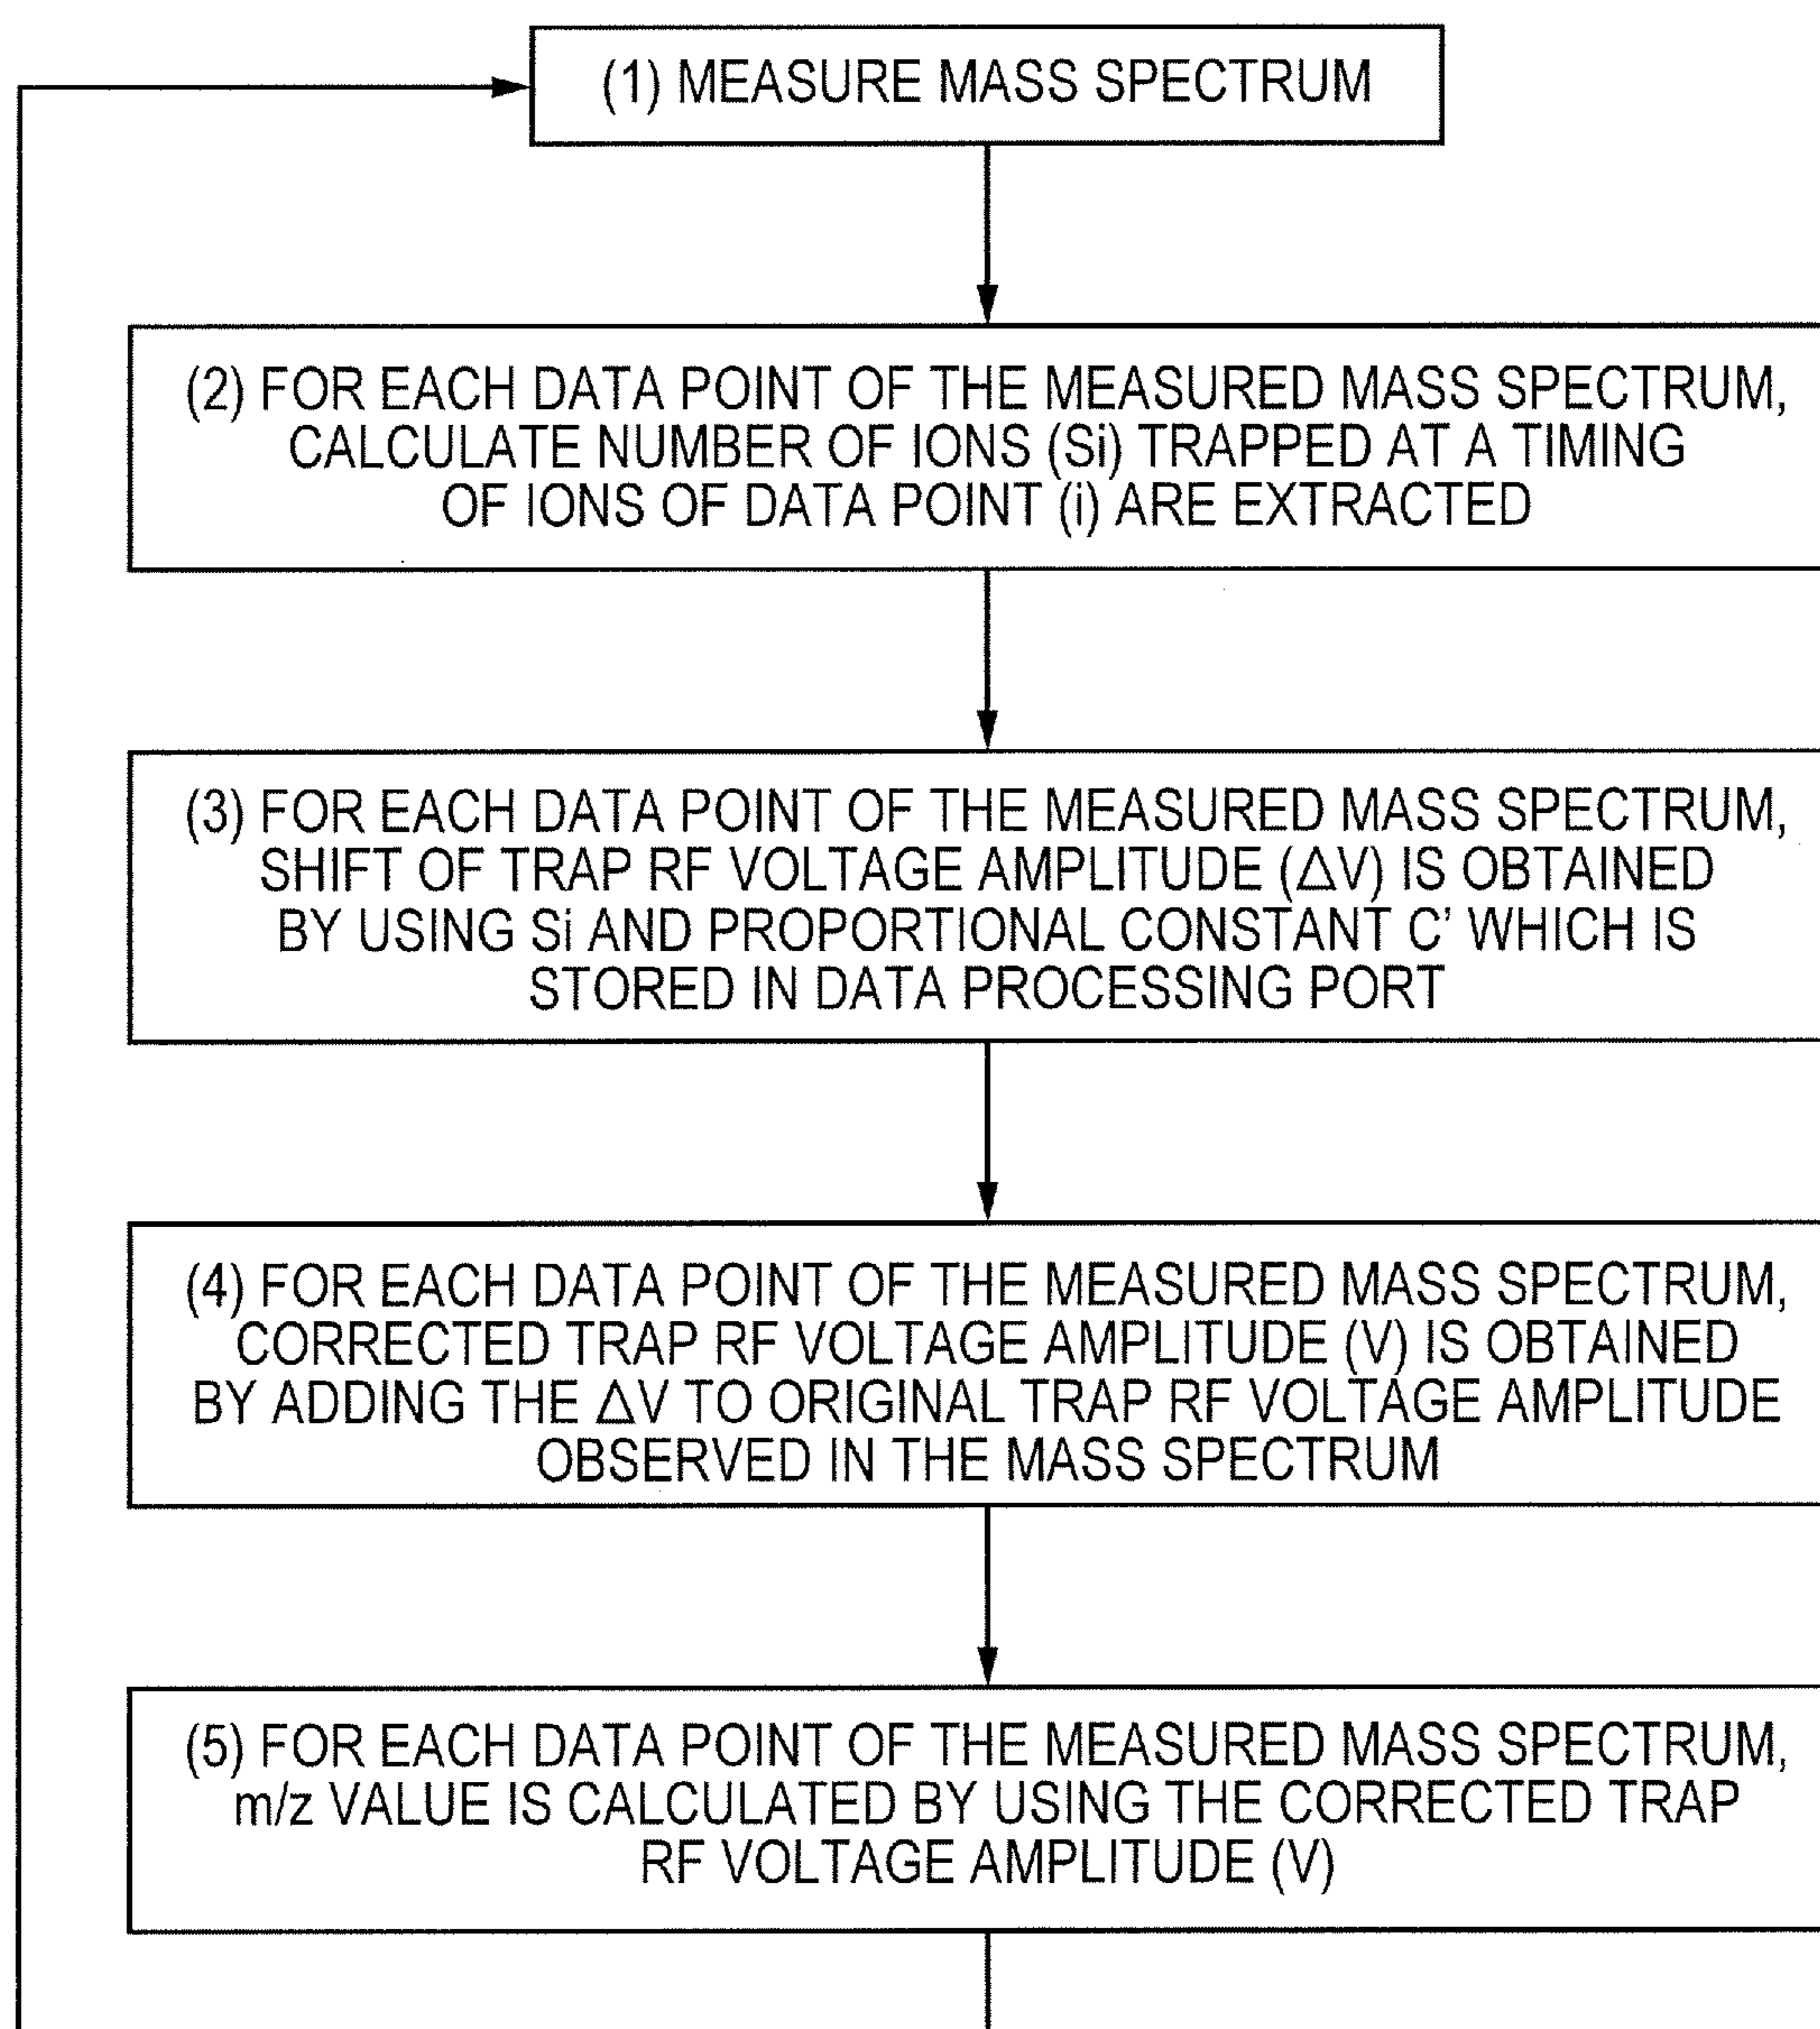 (1) MEASURE MASS SPECTRUM
(2) FOR EACH DATA POINT OF THE MEASURED MASS SPECTRUM,
CALCULATE NUMBER OF IONS (Si) TRAPPED AT A TIMING
OF IONS OF DATA POINT (i) ARE EXTRACTED
(3) FOR EACH DATA POINT OF THE MEASURED MASS SPECTRUM,
SHIFT OF TRAP RF VOLTAGE AMPLITUDE (△V) IS OBTAINED
BY USING Si AND PROPORTIONAL CONSTANT C’ WHICH IS
STORED IN DATA PROCESSING PORT
(4) FOR EACH DATA POINT OF THE MEASURED MASS SPECTRUM,
CORRECTED TRAP RF VOLTAGE AMPLITUDE (V) IS OBTAINED
BY ADDING THE △V TO ORIGINAL TRAP RF VOLTAGE AMPLITUDE
OBSERVED IN THE MASS SPECTRUM
(5) FOR EACH DATA POINT OF THE MEASURED MASS SPECTRUM,
m/z VALUE IS CALCULATED BY USING THE CORRECTED TRAP
RF VOLTAGE AMPLITUDE (V)